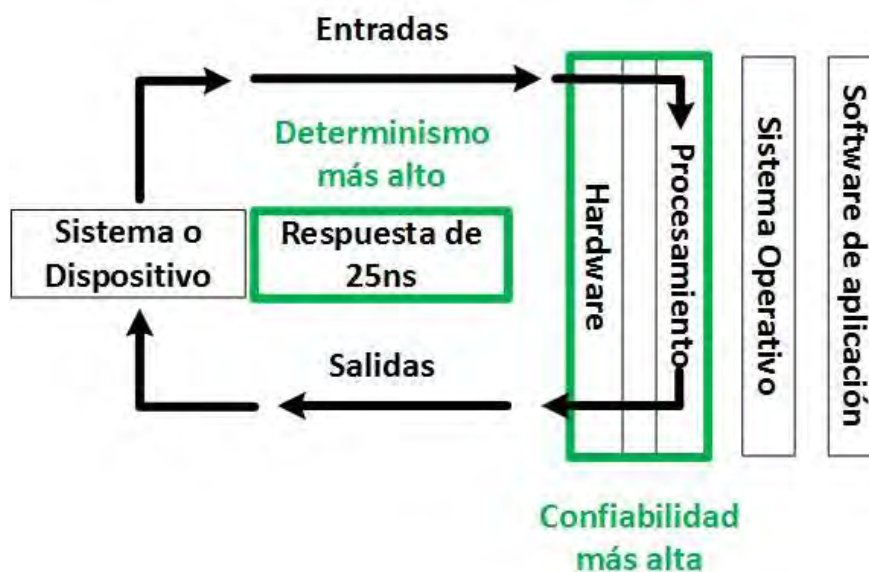 Entradas
Determinismo
más alto
Sistema o
Dispositivo
Respuesta de
25ns
Salidas
Hardware
Procesamiento
Sistema Operativo
Software de aplicación
Confiabilidad
más alta